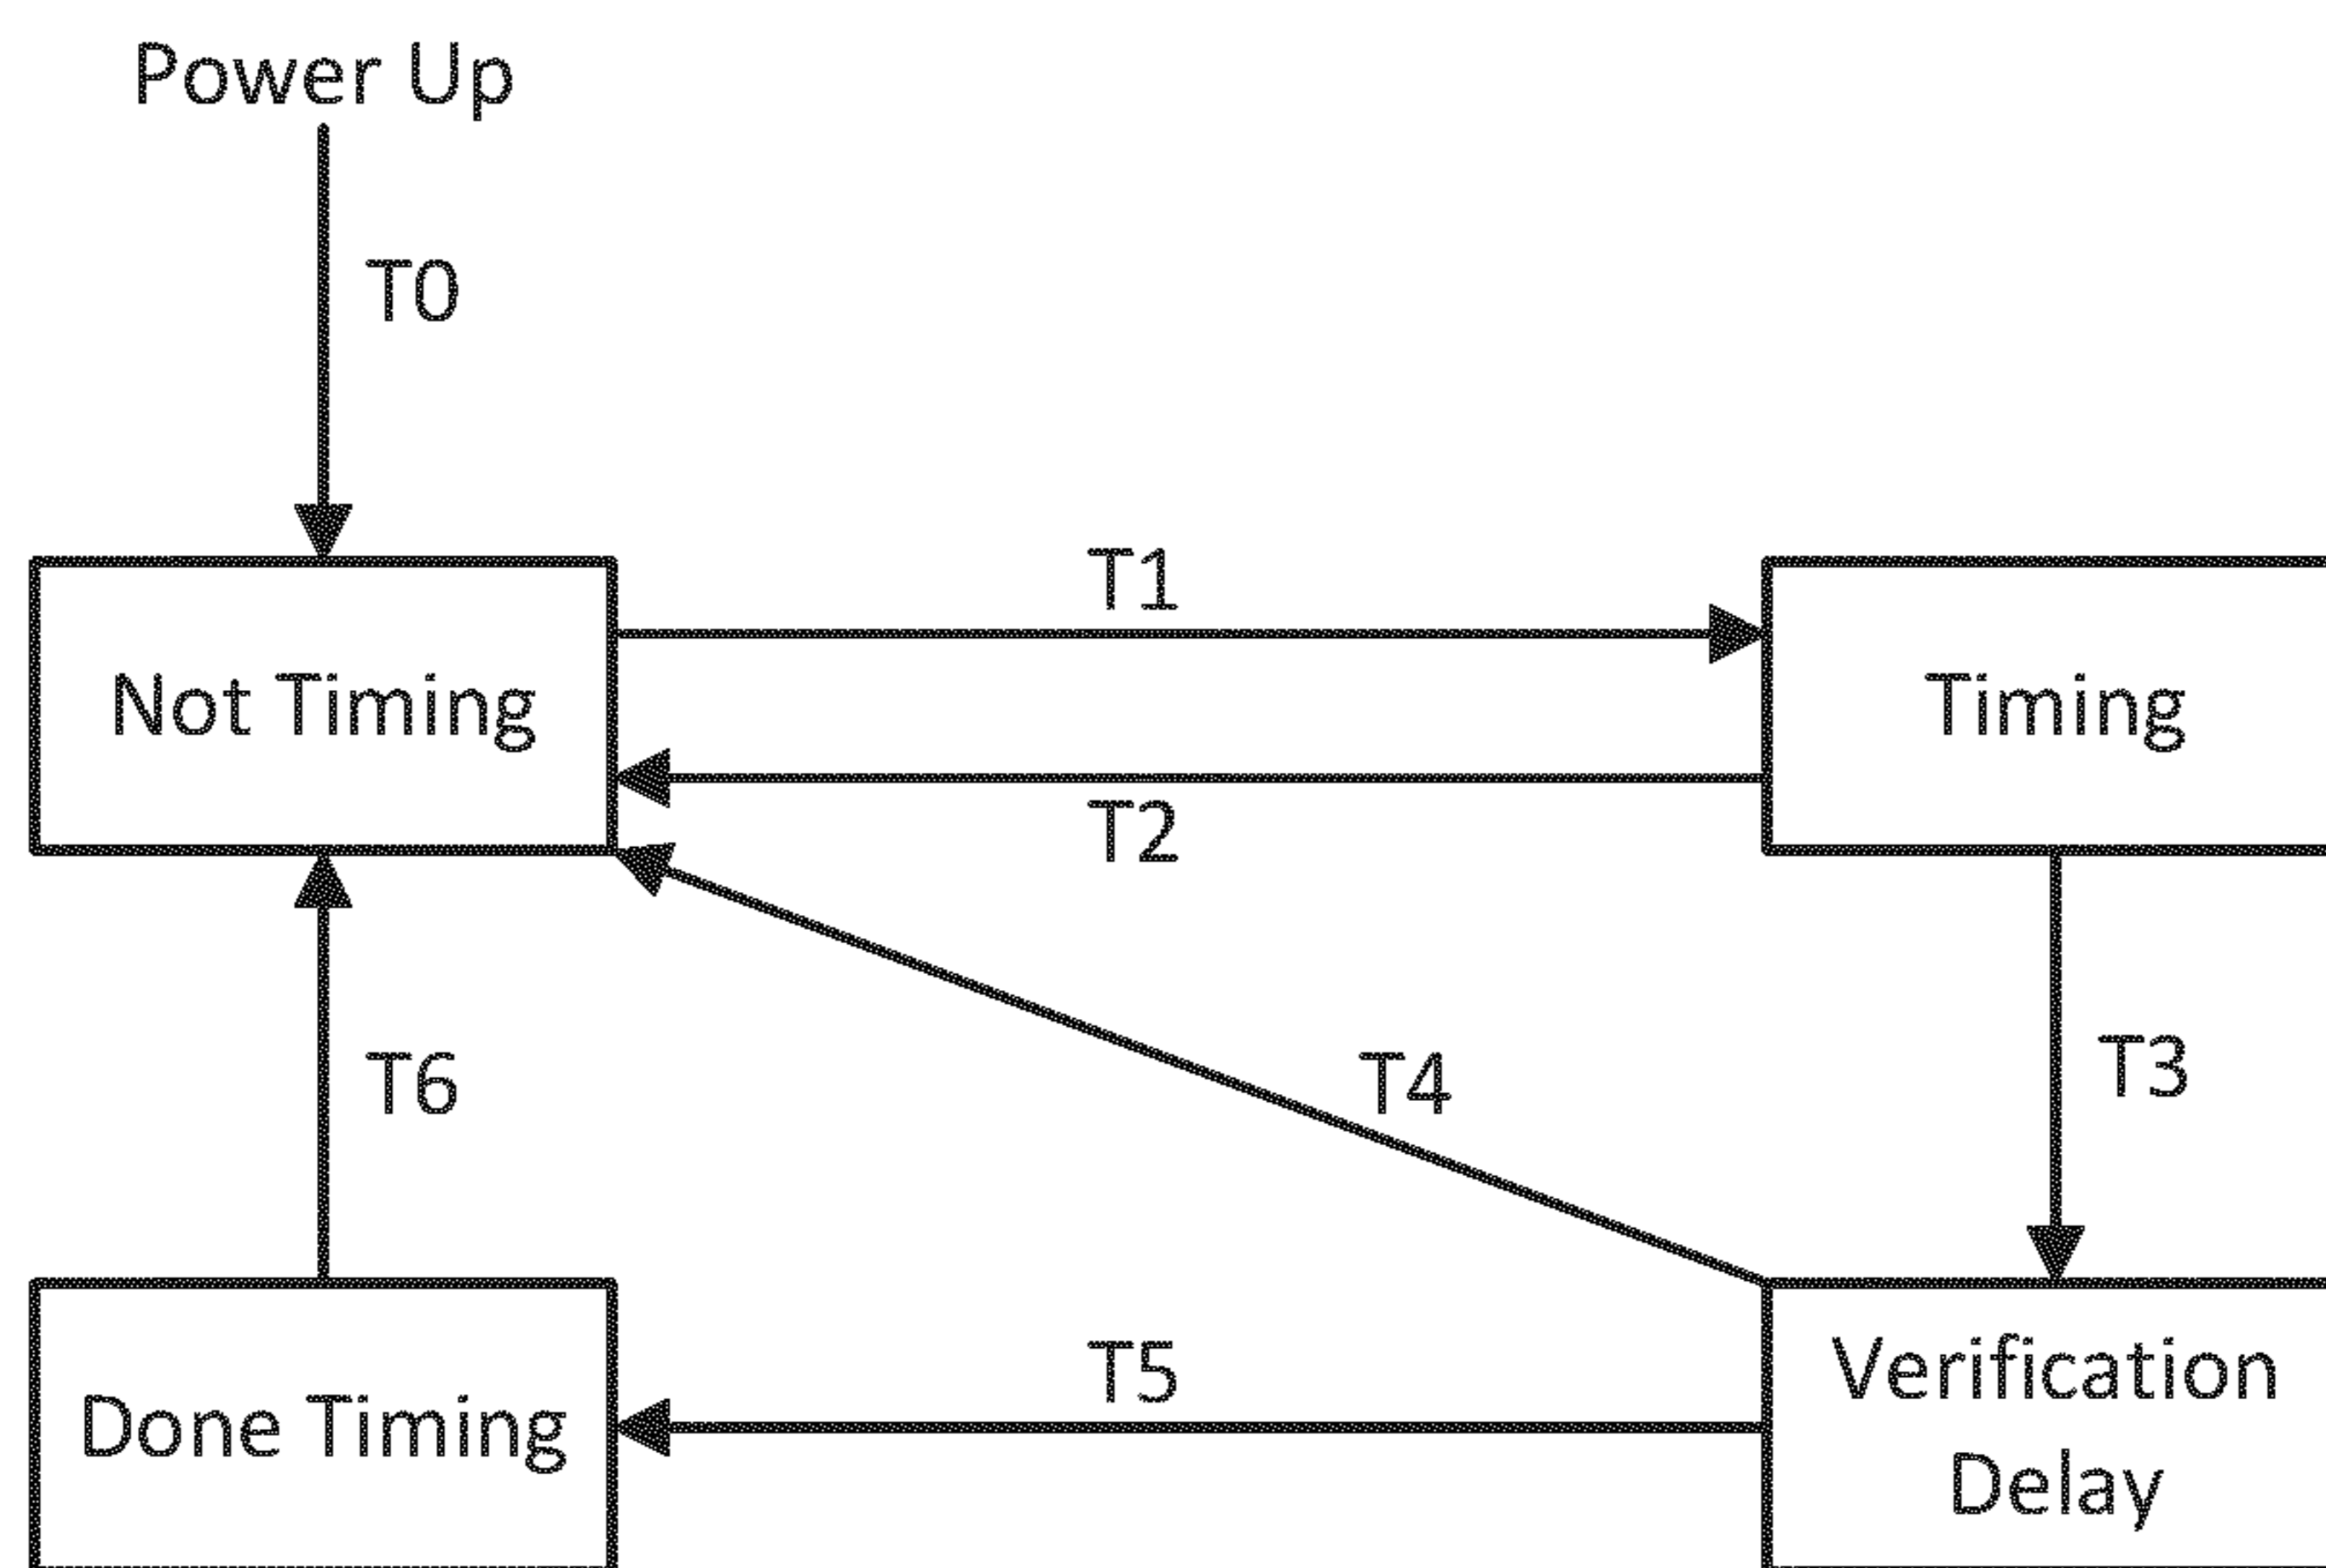 Power Up
T0
T1
Not Timing
Timing
T2
T6
T4
T3
T5
Done Timing
Verification
Delay